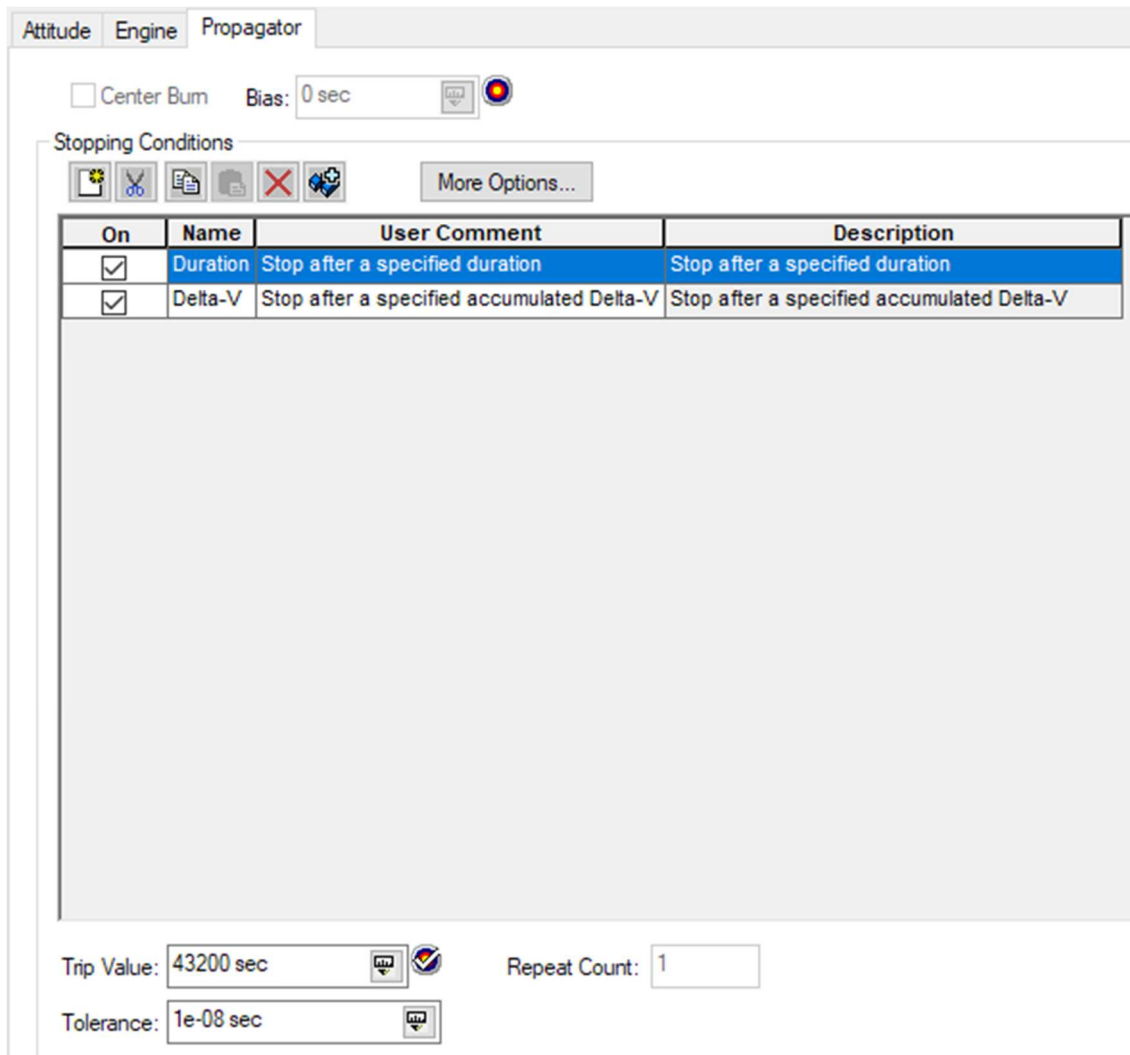 Attitude Engine Propagator
Center Burn Bias: 0 sec
Stopping Conditions
More Options...
On Name User Comment Description
Duration Stop after a specified duration Stop after a specified duration
Delta-V Stop after a specified accumulated Delta-V Stop after a specified accumulated Delta-V
Trip Value: 43200 sec Repeat Count: 1
Tolerance: 1e-08 sec